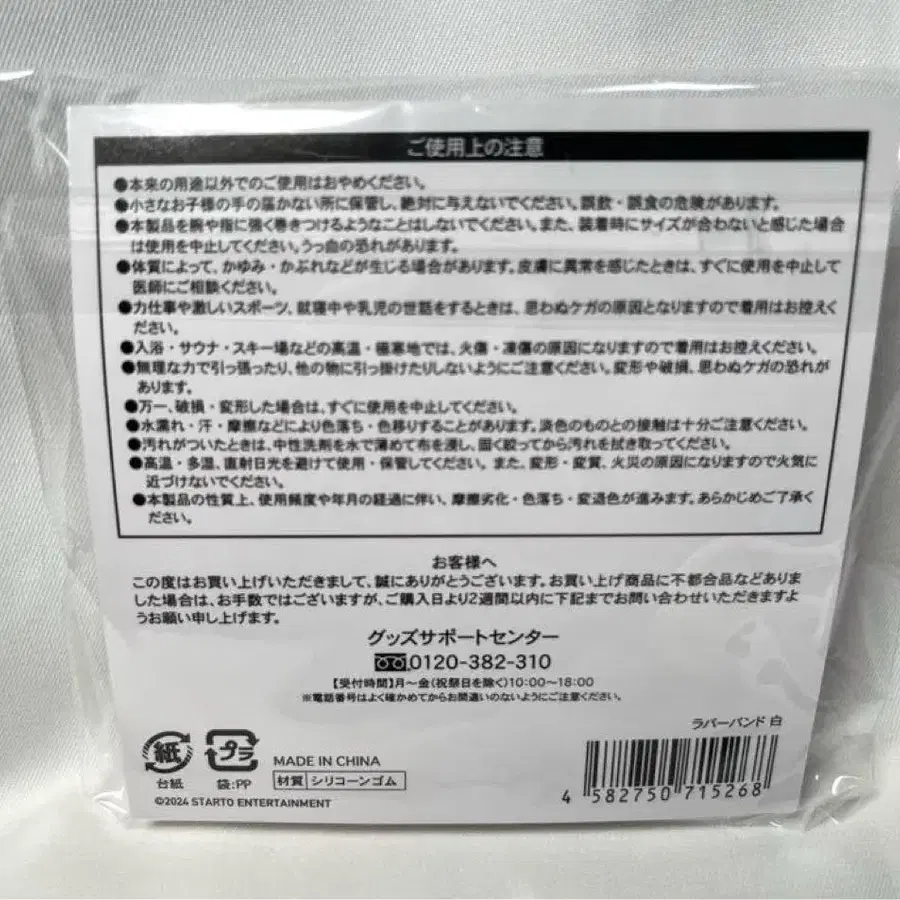 ご使用上の注意
●本来の用途以外でのご使用はおやめください。
●小さなお子様の手の届かない所に保管し、絶対に与えないでください。誤飲・誤食の危険があります。
●本製品を腕や指に強く巻きつけるようなことはしないでください。また、装着時にサイズが合わないと感じた場合
は使用を中止してください。うっ血の恐れがあります。
●体質によって、かゆみ・かぶれなどが生じる場合があります。皮膚に異常を感じたときは、すぐに使用を中止して
医師にご相談ください。
●力仕事や激しいスポーツ、就寝中や乳児の世話をするときは、思わぬケガの原因となりますので着用はお控えく
ださい。
●入浴・サウナ・スキー場などの高温・極寒地では、火傷・凍傷の原因になりますので着用はお控えください。
●無理な力で引っ張ったり、他の物に引っ掛けたりしないようにご注意ください。変形や破損、思わぬケガの恐れが
あります。
●万一、破損・変形した場合は、すぐに使用を中止してください。
●水濡れ・汗・摩擦などにより色落ち・色移りすることがあります。淡色のものとの接触は十分ご注意ください。
●汚れがついたときは、中性洗剤を水で薄めて布を浸し、固く絞ってから汚れを拭き取ってください。
●高温・多湿、直射日光を避けて使用・保管してください。また、変形・変質、火災の原因になりますので火気に
近づけないでください。
●本製品の性質上、使用頻度や年月の経過に伴い、摩擦劣化・色落ち・変退色が進みます。あらかじめご了承く
ださい。
お客様へ
この度はお買い上げいただきまして、誠にありがとうございます。お買い上げ商品に不都合品などありま
した場合は、お手数ではございますが、ご購入日より2週間以内に下記までお問い合わせいただきますよ
うお願い申し上げます。
グッズサポートセンター
0120-382-310
【受付時間】月~金(祝祭日を除く)10:00~18:00
※電話番号はよく確かめてからお間違いのないようにご注意ください。
ラバーバンド 白
紙
プラ
MADE IN CHINA
台紙
袋:PP
材質 シリコーンゴム
©2024 STARTO ENTERTAINMENT
4 582750 715268